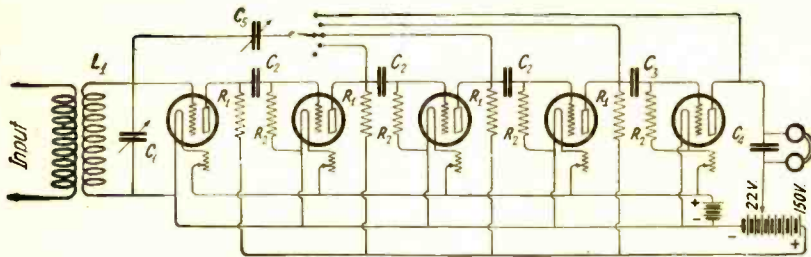 Input
L1
C1
C5
R1
C2
R2
R1
C2
R2
R1
C2
R2
R1
C3
R2
C4
+
-
22V
150V
-
+